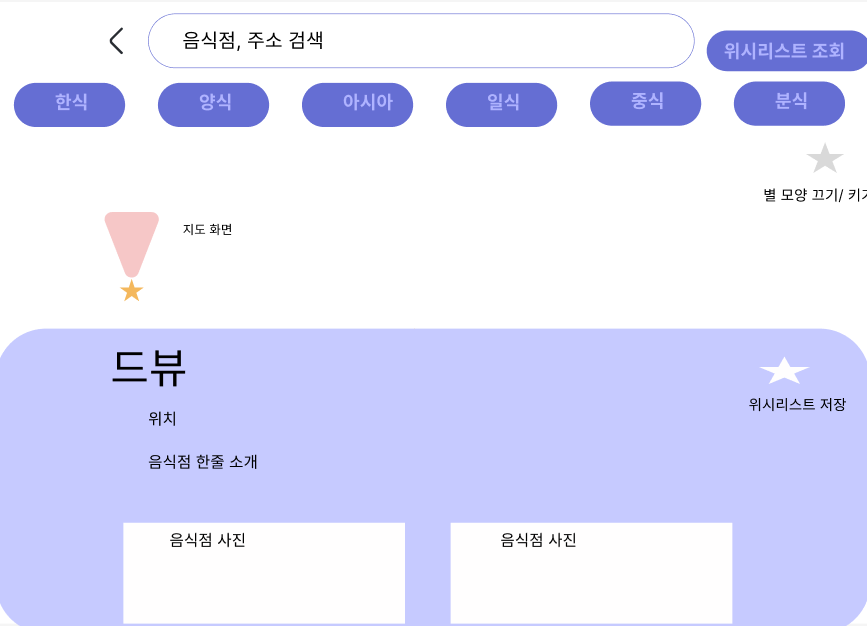 음식점, 주소 검색
위시리스트 조회
한식
양식
아시아
일식
중식
분식
별 모양 끄기/ 키기
지도 화면
드뷰
위시리스트 저장
위치
음식점 한줄 소개
음식점 사진
음식점 사진